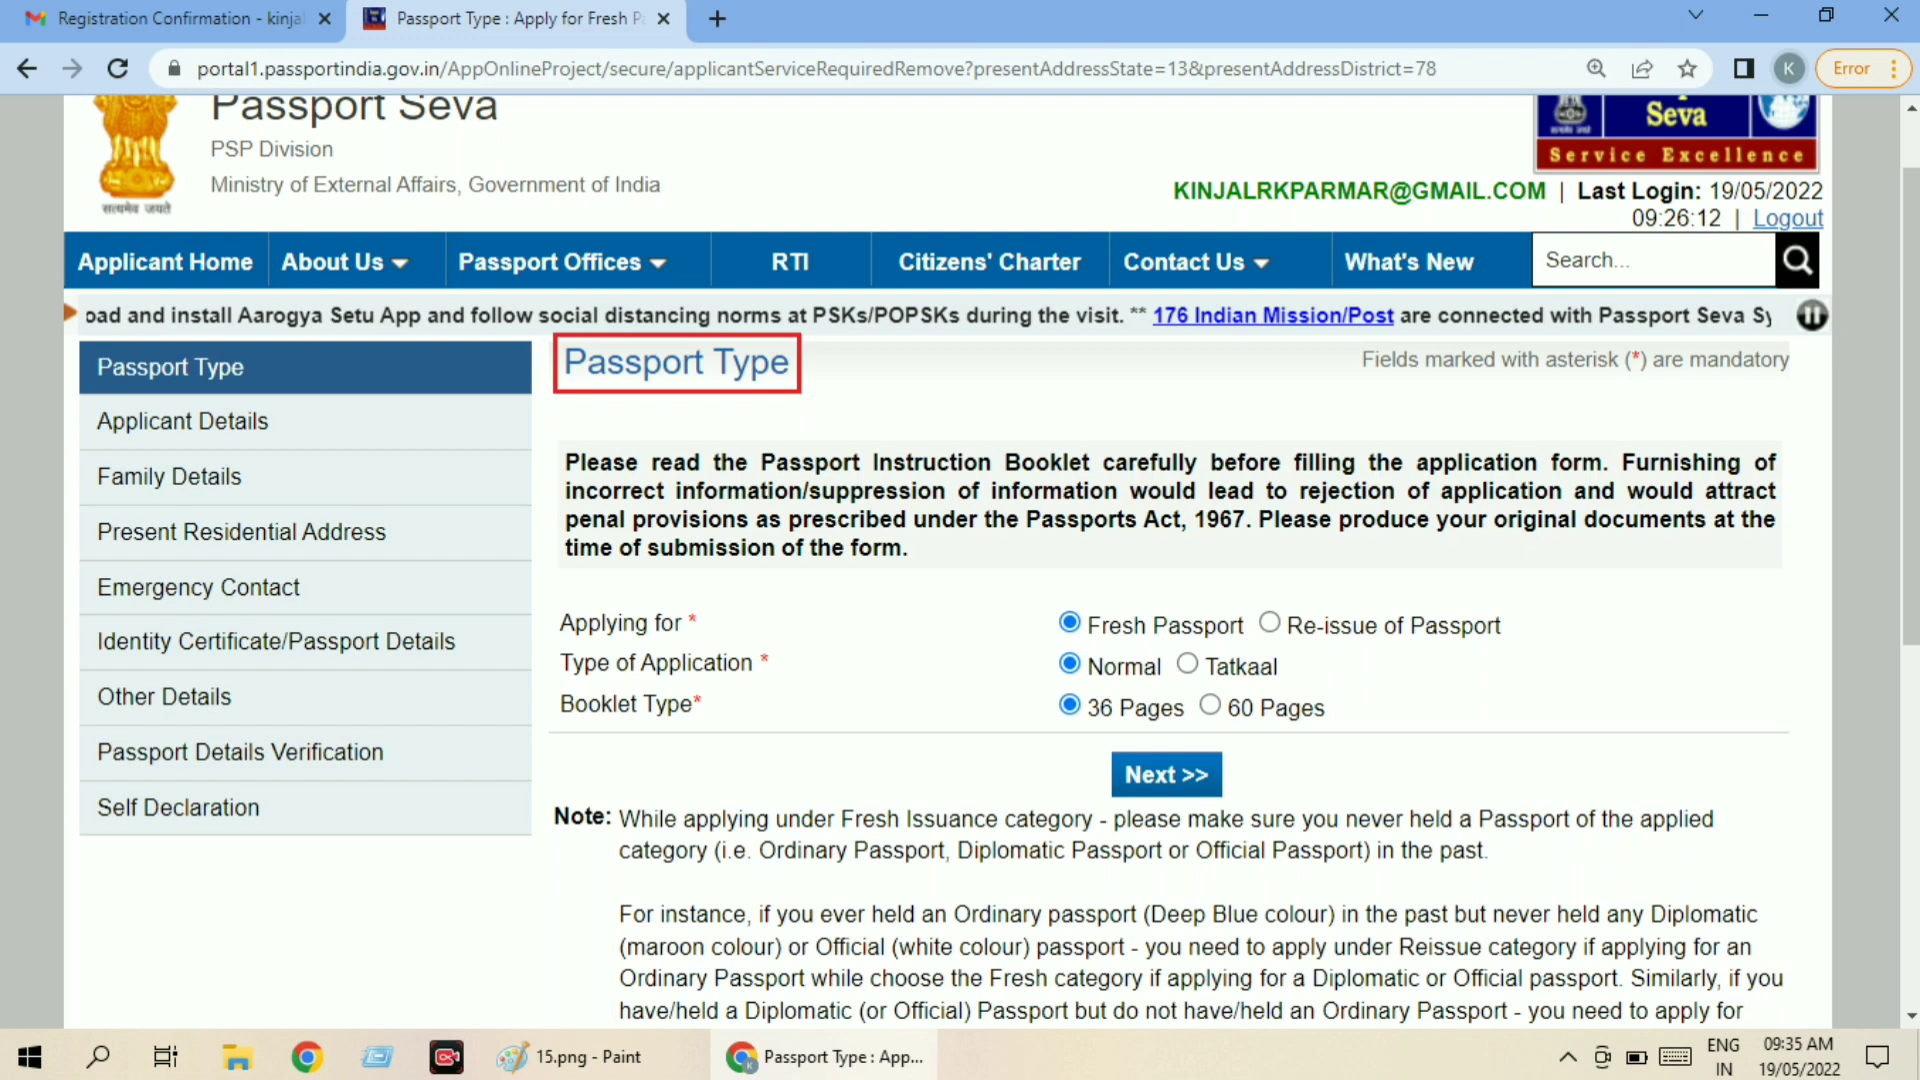 Registration Confirmation - kinja
Passport Type : Apply for Fresh P
portal1.passportindia.gov.in/AppOnlineProject/secure/applicantServiceRequiredRemove?presentAddressState=13&presentAddressDistrict=78
K
Error
Passport Seva
PSP Division
Ministry of External Affairs, Government of India
सत्यमेव जयते
Seva
Service Excellence
KINJALRKPARMAR@GMAIL.COM | Last Login: 19/05/2022
09:26:12 | Logout
Applicant Home About Us Passport Offices RTI Citizens' Charter Contact Us What's New Search...
oad and install Aarogya Setu App and follow social distancing norms at PSKs/POPSKs during the visit. ** 176 Indian Mission/Post are connected with Passport Seva Sy
Passport Type
Applicant Details
Family Details
Present Residential Address
Emergency Contact
Identity Certificate/Passport Details
Other Details
Passport Details Verification
Self Declaration
Passport Type
Fields marked with asterisk (*) are mandatory
Please read the Passport Instruction Booklet carefully before filling the application form. Furnishing of
incorrect information/suppression of information would lead to rejection of application and would attract
penal provisions as prescribed under the Passports Act, 1967. Please produce your original documents at the
time of submission of the form.
Applying for * Fresh Passport Re-issue of Passport
Type of Application * Normal Tatkaal
Booklet Type* 36 Pages 60 Pages
Next >>
Note: While applying under Fresh Issuance category - please make sure you never held a Passport of the applied
category (i.e. Ordinary Passport, Diplomatic Passport or Official Passport) in the past.
For instance, if you ever held an Ordinary passport (Deep Blue colour) in the past but never held any Diplomatic
(maroon colour) or Official (white colour) passport - you need to apply under Reissue category if applying for an
Ordinary Passport while choose the Fresh category if applying for a Diplomatic or Official passport. Similarly, if you
have/held a Diplomatic (or Official) Passport but do not have/held an Ordinary Passport - you need to apply for
15.png - Paint
Passport Type : App...
ENG
IN
09:35 AM
19/05/2022